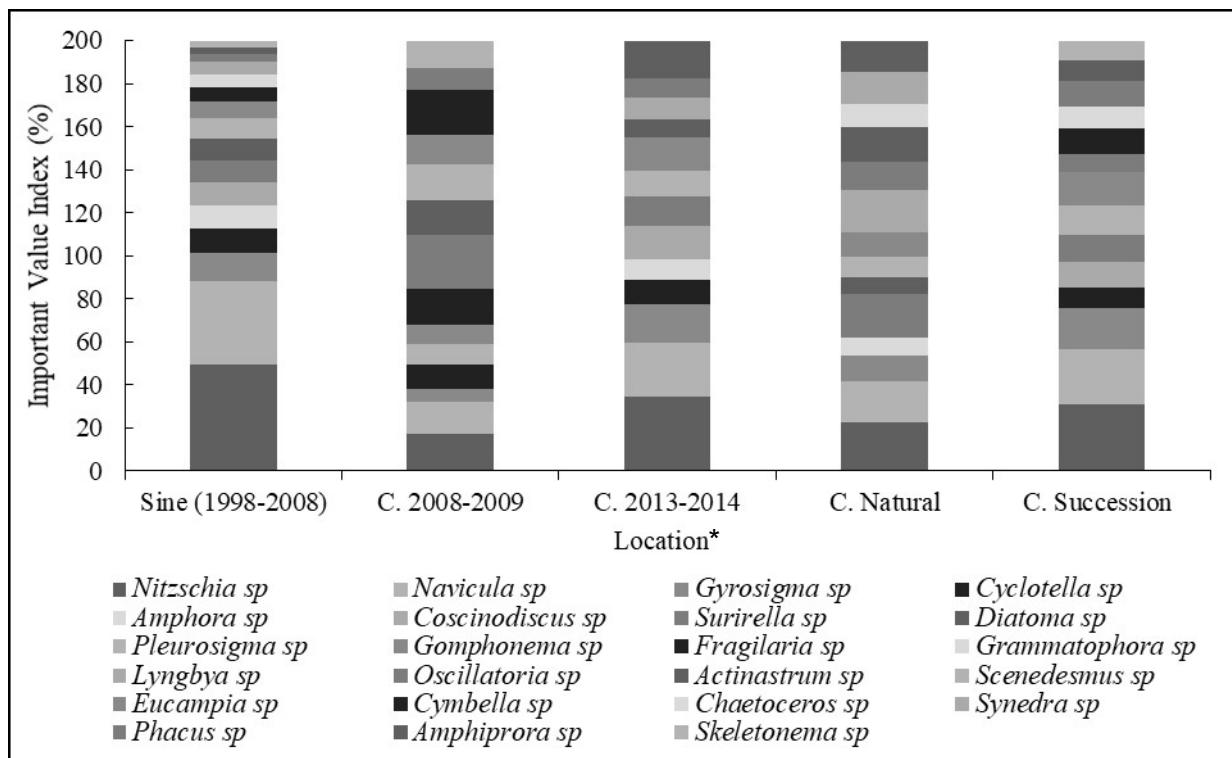 Important Value Index (%)
200
180
160
140
120
100
80
60
40
20
0
Sine (1998-2008) C. 2008-2009 C. 2013-2014 C. Natural C. Succession
Location*
Nitzschia sp Navicula sp Gyrosigma sp Cyclotella sp
Amphora sp Coscinodiscus sp Surirella sp Diatoma sp
Pleurosigma sp Gomphonema sp Fragilaria sp Grammatophora sp
Lyngbya sp Oscillatoria sp Actinastrum sp Scenedesmus sp
Eucampia sp Cymbella sp Chaetoceros sp Synedra sp
Phacus sp Amphiprora sp Skeletonema sp